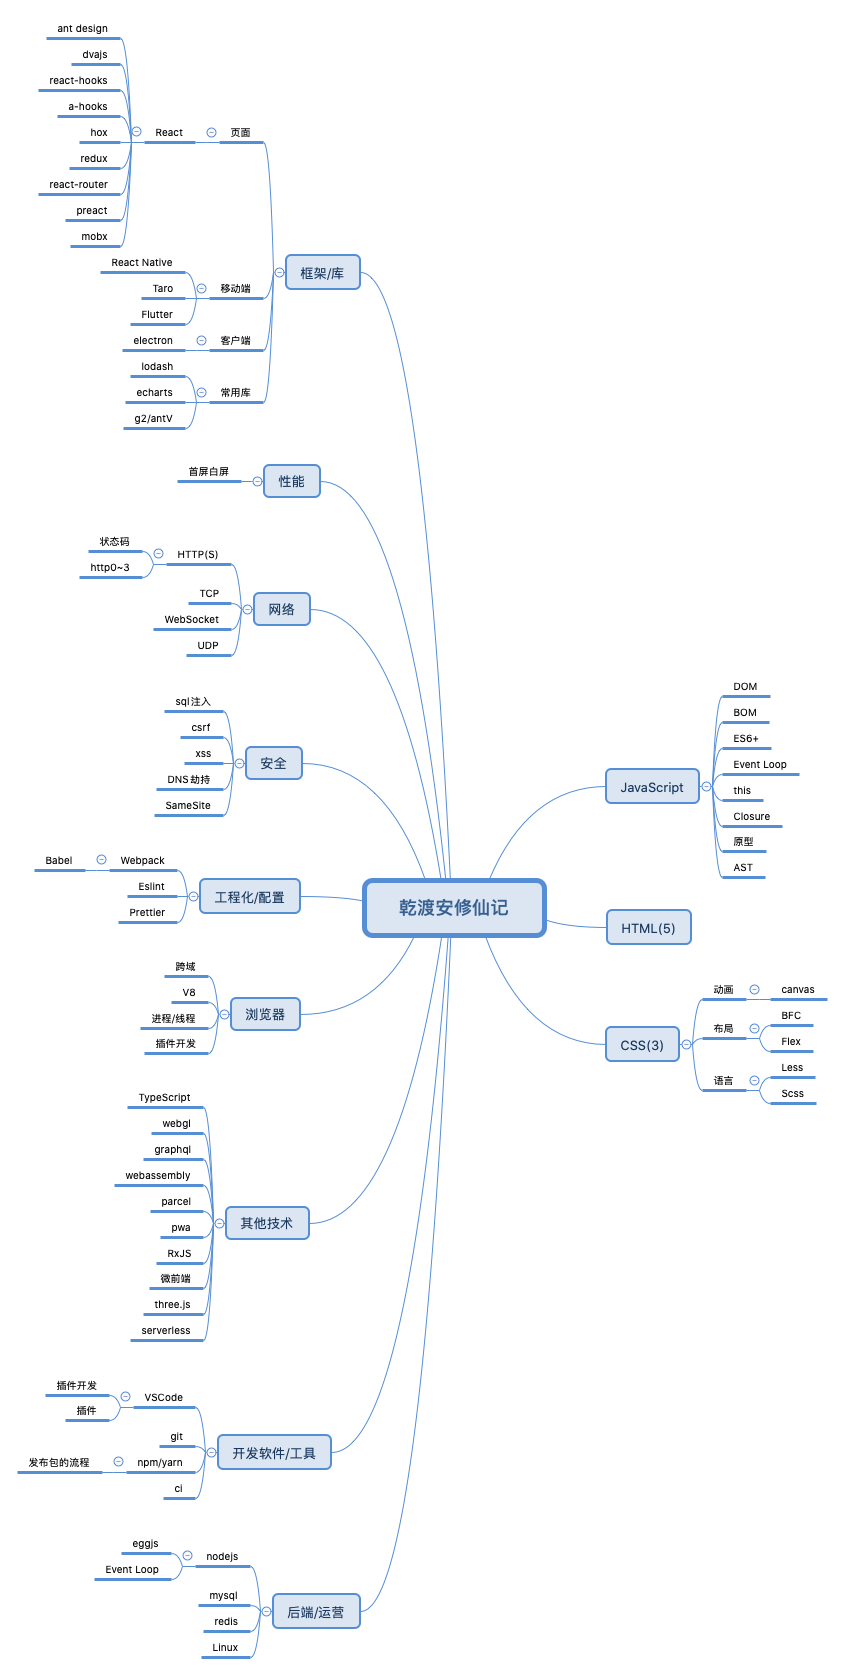 ant design
dvajs
react-hooks
a-hooks
hox
redux
react-router
preact
mobx
React
页面
React Native
Taro
Flutter
移动端
electron
客户端
lodash
echarts
g2/antV
常用库
框架/库
首屏白屏
性能
状态码
http0~3
HTTP(S)
TCP
WebSocket
UDP
网络
sql注入
csrf
xss
DNS劫持
SameSite
安全
Babel
Webpack
Eslint
Prettier
工程化/配置
跨域
V8
进程/线程
插件开发
浏览器
TypeScript
webgl
graphql
webassembly
parcel
pwa
RxJS
微前端
three.js
serverless
其他技术
插件开发
插件
VSCode
git
发布包的流程
npm/yarn
ci
开发软件/工具
eggjs
Event Loop
nodejs
mysql
redis
Linux
后端/运营
乾渡安修仙记
JavaScript
DOM
BOM
ES6+
Event Loop
this
Closure
原型
AST
HTML(5)
CSS(3)
动画
canvas
布局
BFC
Flex
语言
Less
Scss